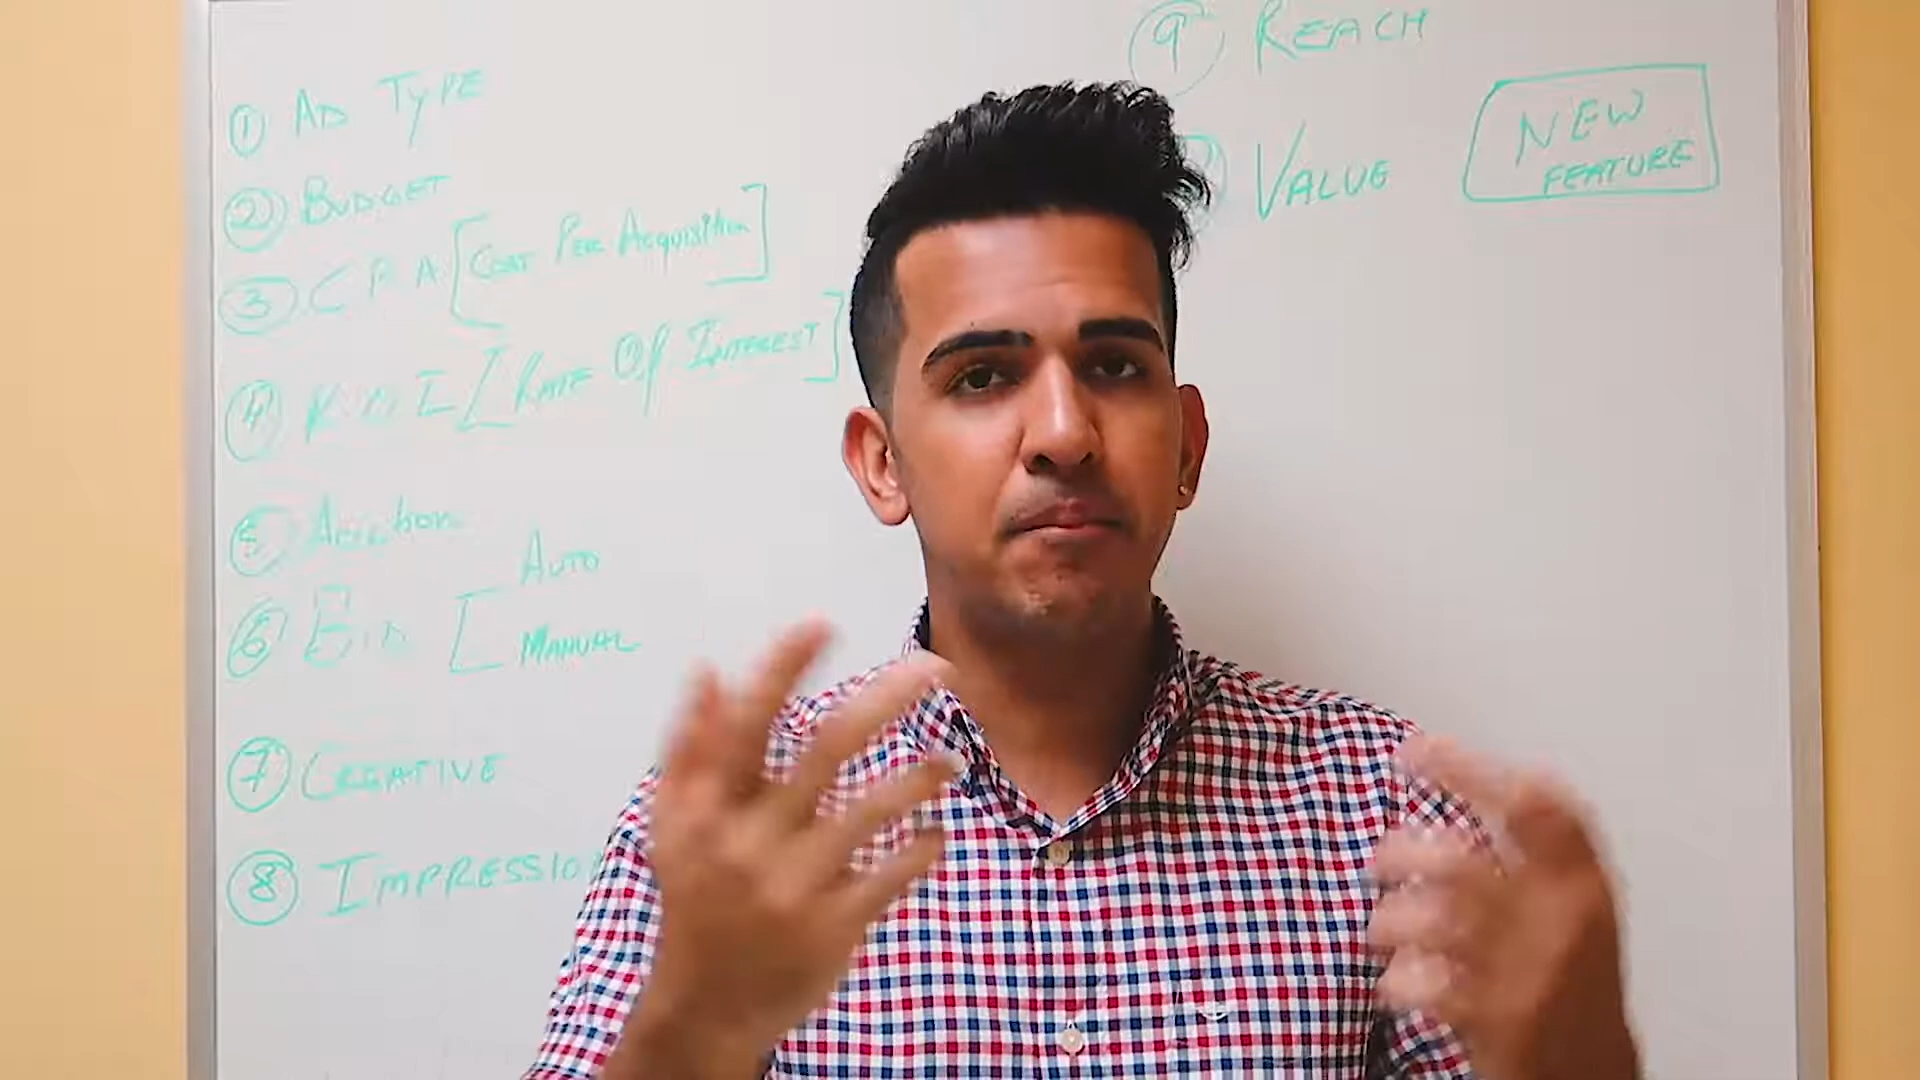 ① AD TYPE
② BUDGET
③ C P A [COST PER ACQUISITION]
④ [RATE OF INTEREST]
⑤ Auction
⑥ BID [AUTO
MANUAL
⑦ CREATIVE
⑧ IMPRESSIO
⑨ REACH
VALUE
NEW
FEATURE